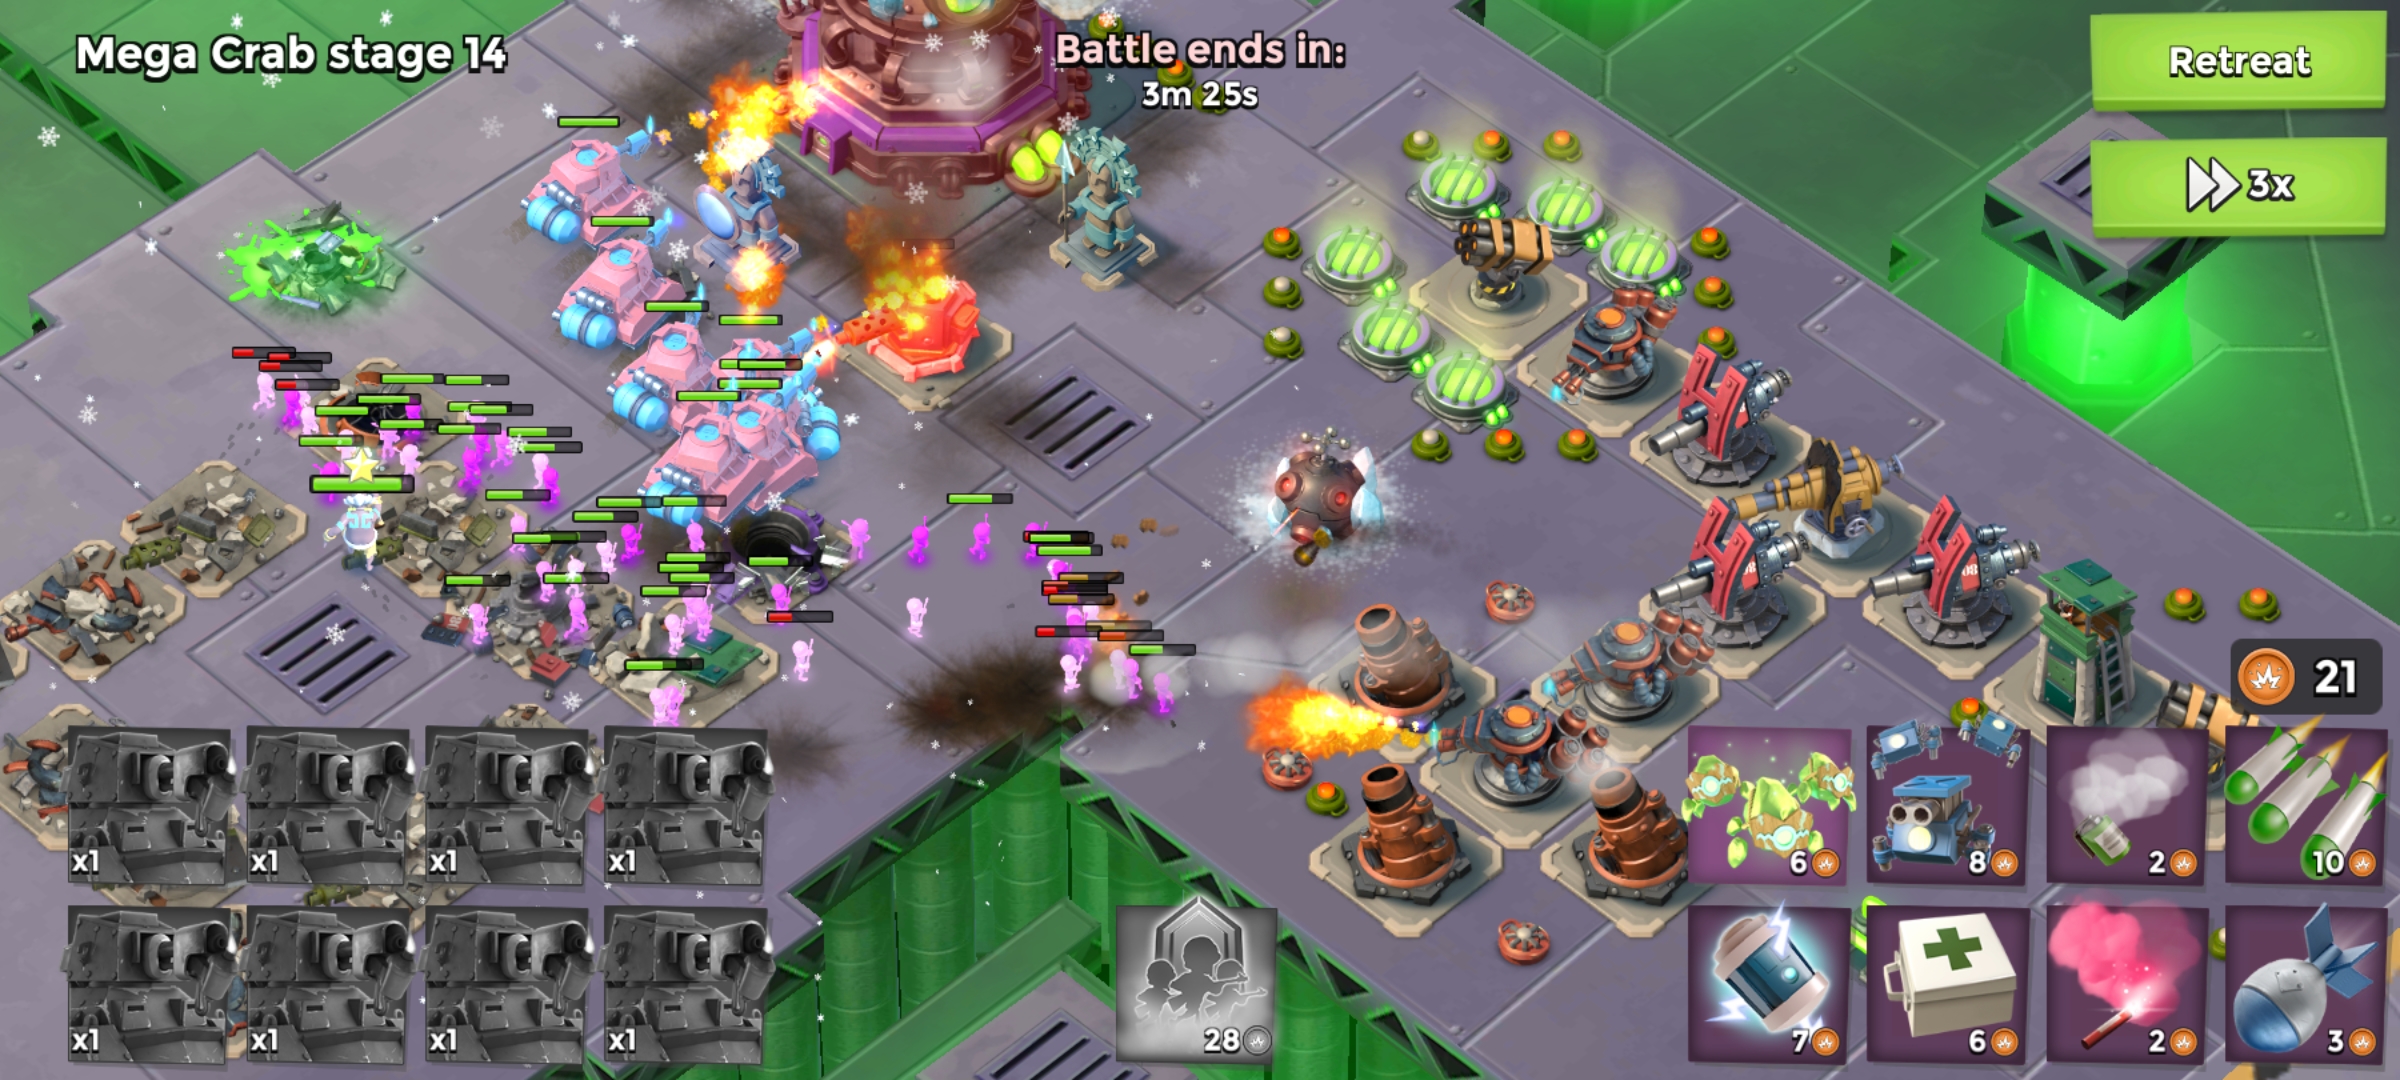 Mega Crab stage 14
Battle ends in:
3m 25s
Retreat
3x
21
x1
x1
x1
x1
6
8
2
10
x1
x1
x1
x1
28
7
6
2
3